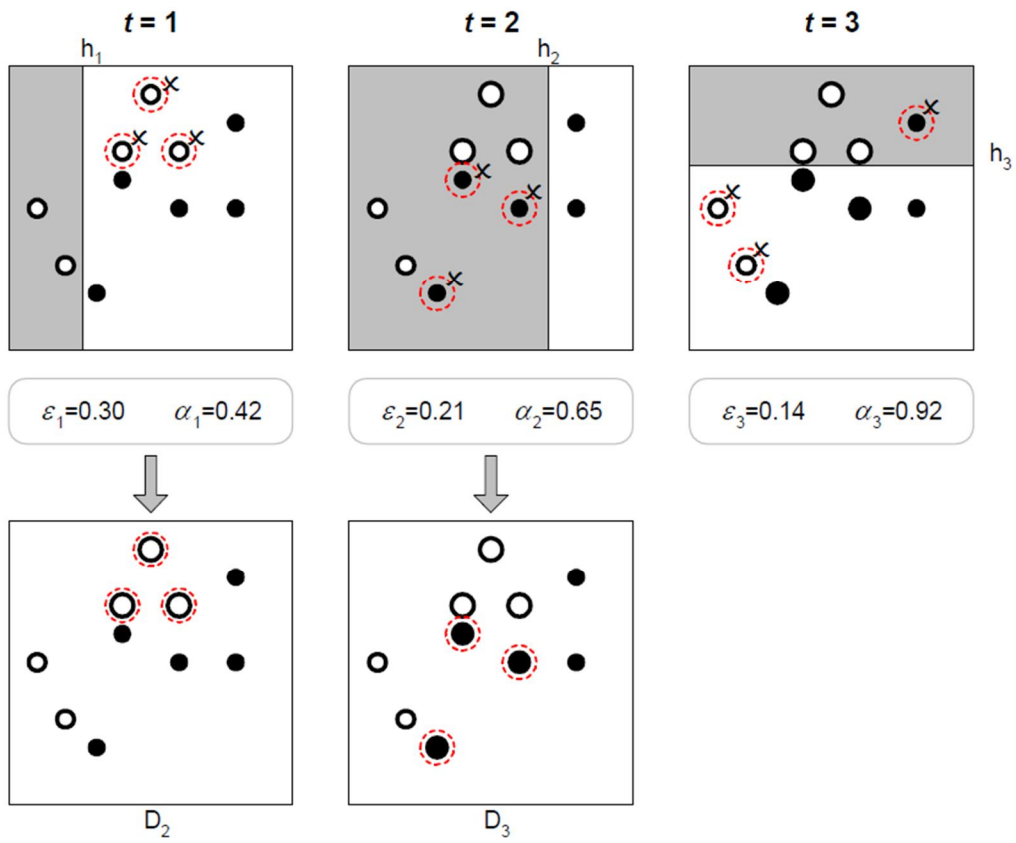 t = 1
t = 2
t = 3
h₁
h₂
h₃
ε₁=0.30 α₁=0.42
ε₂=0.21 α₂=0.65
ε₃=0.14 α₃=0.92
D₂
D₃